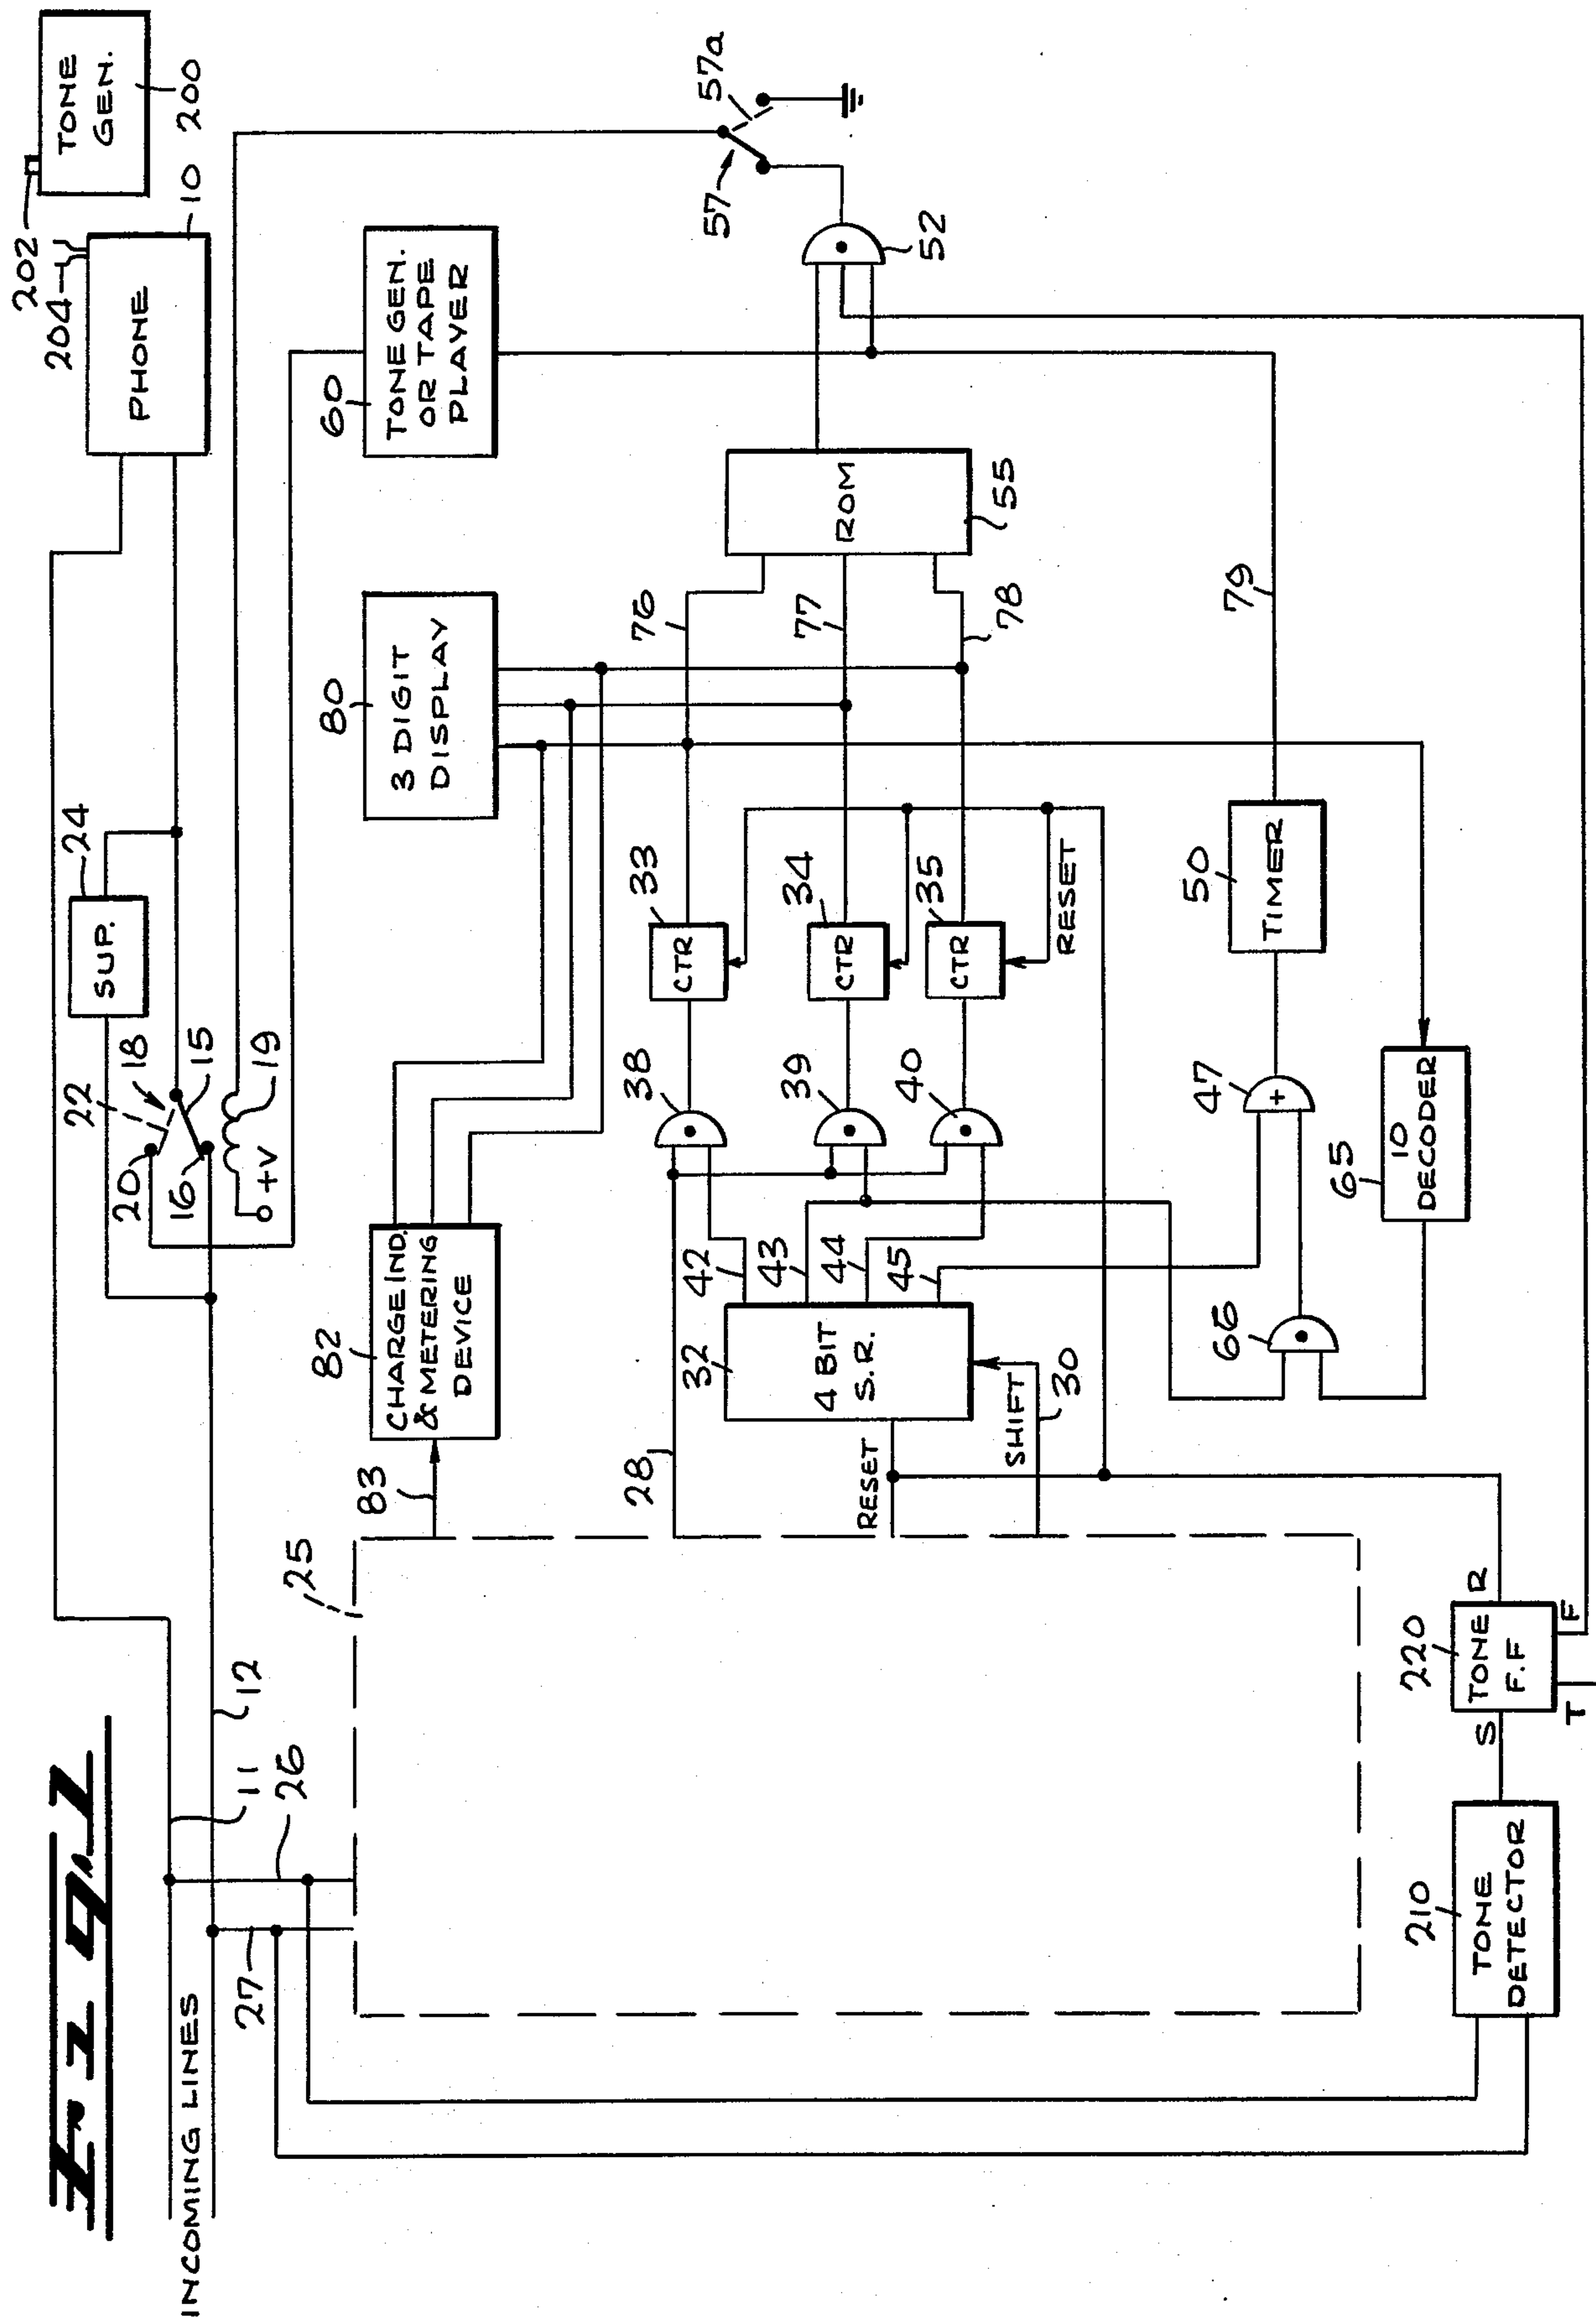 Fig. 1
INCOMING LINES
11
12
26
27
25
SUP.
24
22
18
20
15
16
19
+V
PHONE
10
204
202
TONE
GEN.
200
83
82
CHARGE IND.
& METERING
DEVICE
80
3 DIGIT
DISPLAY
60
TONE GEN.
OR TAPE
PLAYER
57
57a
28
RESET
SHIFT
30
32
4 BIT
S.R.
42
43
44
45
38
39
40
33
CTR
34
CTR
35
CTR
RESET
76
77
78
ROM
55
52
66
47
+
50
TIMER
79
65
10
DECODER
210
TONE
DETECTOR
S
220
TONE
F.F
R
T
F